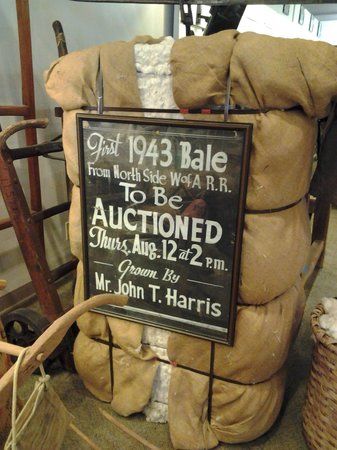 First 1943 Bale
From North Side W of A R.R.
To Be
AUCTIONED
Thurs. Aug. 12 at 2 P.M.
Grown By
Mr. John T. Harris